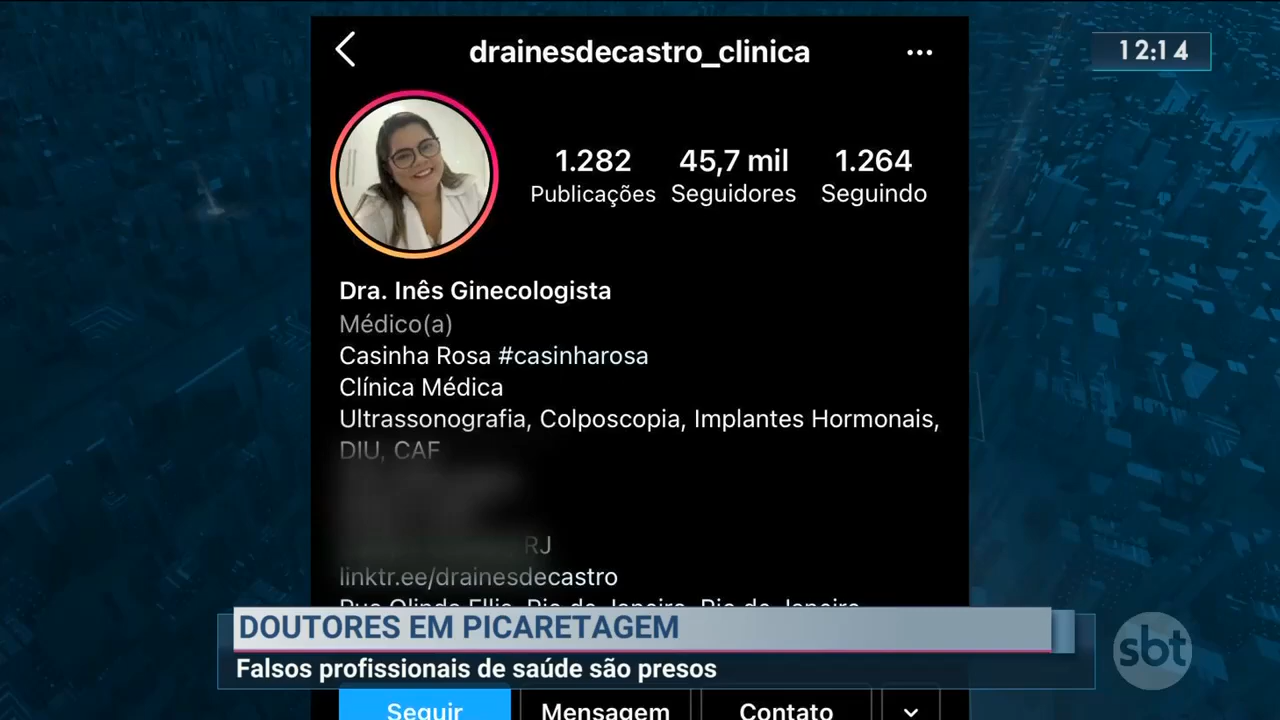 drainesdecastro_clinica
12:14
1.282 45,7 mil 1.264
Publicações Seguidores Seguindo
Dra. Inês Ginecologista
Médico(a)
Casinha Rosa #casinharosa
Clínica Médica
Ultrassonografia, Colposcopia, Implantes Hormonais,
DIU, CAF
RJ
linktr.ee/drainesdecastro
DOUTORES EM PICARETAGEM
Falsos profissionais de saúde são presos
sbt
Seguir Mensagem Contato